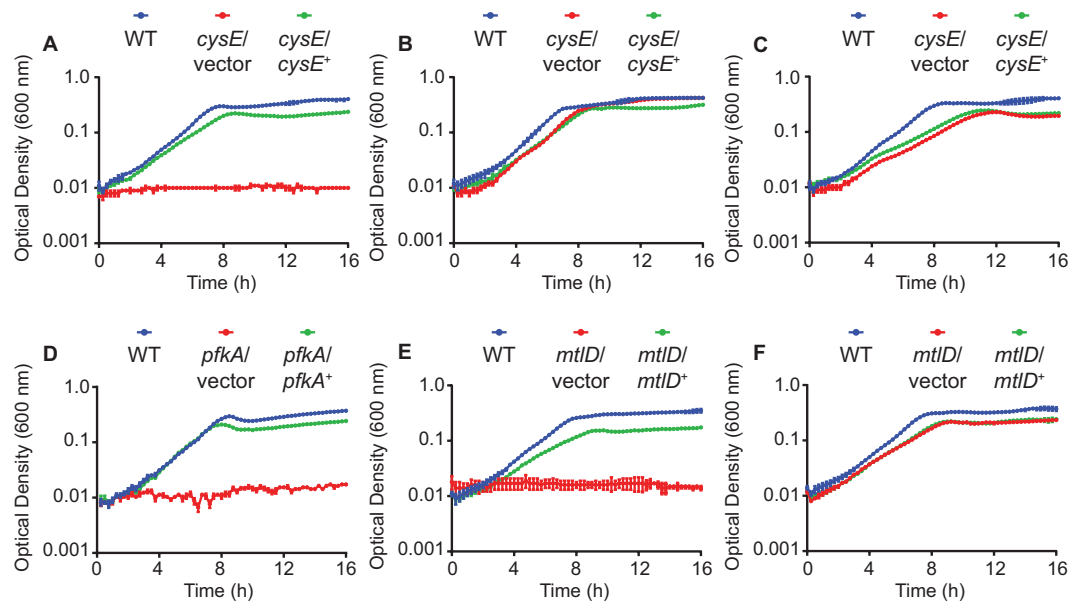 A WT cysE/ vector cysE/ cysE⁺
B WT cysE/ vector cysE/ cysE⁺
C WT cysE/ vector cysE/ cysE⁺
Optical Density (600 nm) 1.0 0.1 0.01 0.001
0 4 8 12 16
Time (h)
Optical Density (600 nm) 1.0 0.1 0.01 0.001
0 4 8 12 16
Time (h)
Optical Density (600 nm) 1.0 0.1 0.01 0.001
0 4 8 12 16
Time (h)
D WT pfkA/ vector pfkA/ pfkA⁺
E WT mtlD/ vector mtlD/ mtlD⁺
F WT mtlD/ vector mtlD/ mtlD⁺
Optical Density (600 nm) 1.0 0.1 0.01 0.001
0 4 8 12 16
Time (h)
Optical Density (600 nm) 1.0 0.1 0.01 0.001
0 4 8 12 16
Time (h)
Optical Density (600 nm) 1.0 0.1 0.01 0.001
0 4 8 12 16
Time (h)